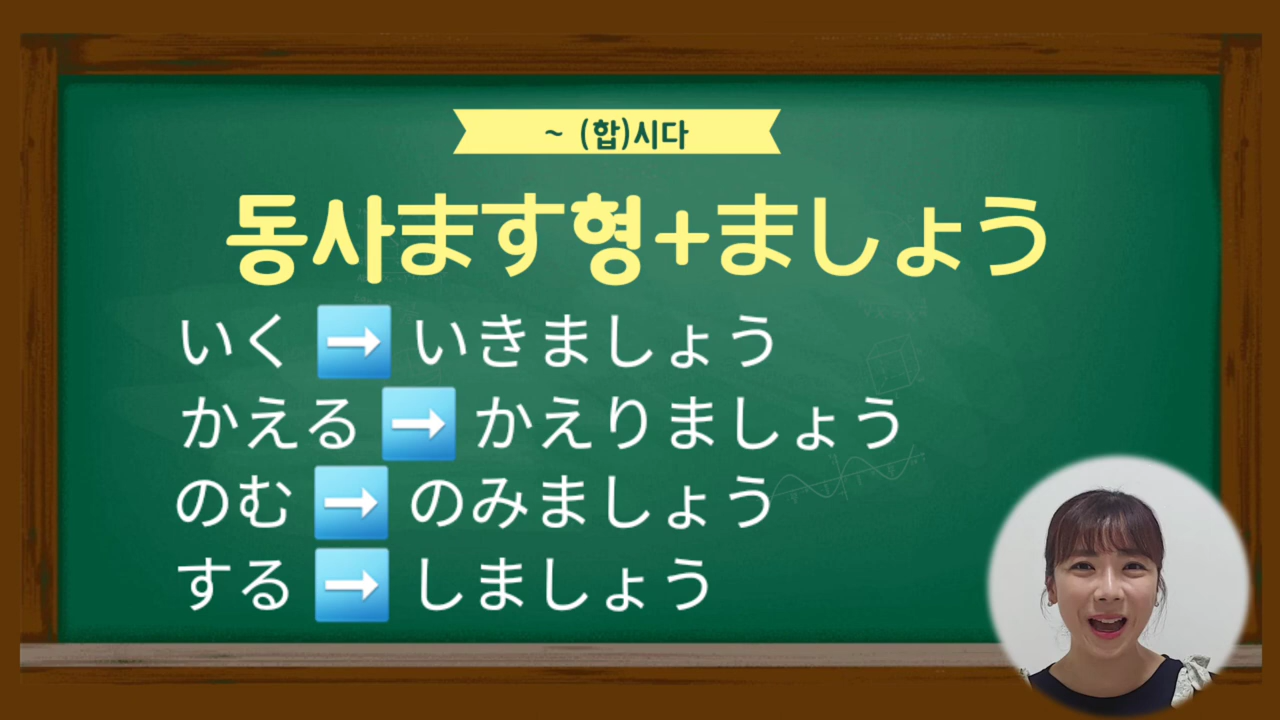 ~ (합)시다
동사ます형+ましょう
いく ➡ いきましょう
かえる ➡ かえりましょう
のむ ➡ のみましょう
する ➡ しましょう